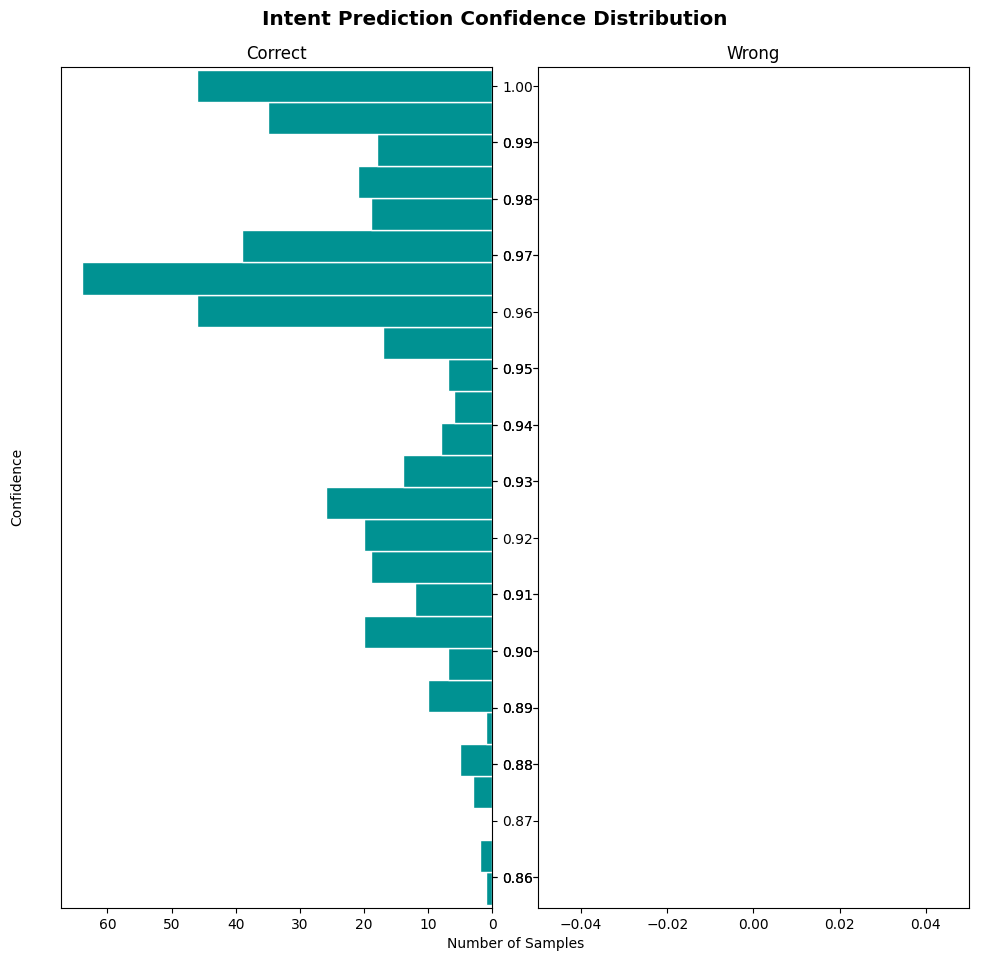 Intent Prediction Confidence Distribution
Correct
Wrong
1.00
0.99
0.98
0.97
0.96
0.95
0.94
0.93
0.92
0.91
0.90
0.89
0.88
0.87
0.86
Confidence
60 50 40 30 20 10 0
−0.04 −0.02 0.00 0.02 0.04
Number of Samples